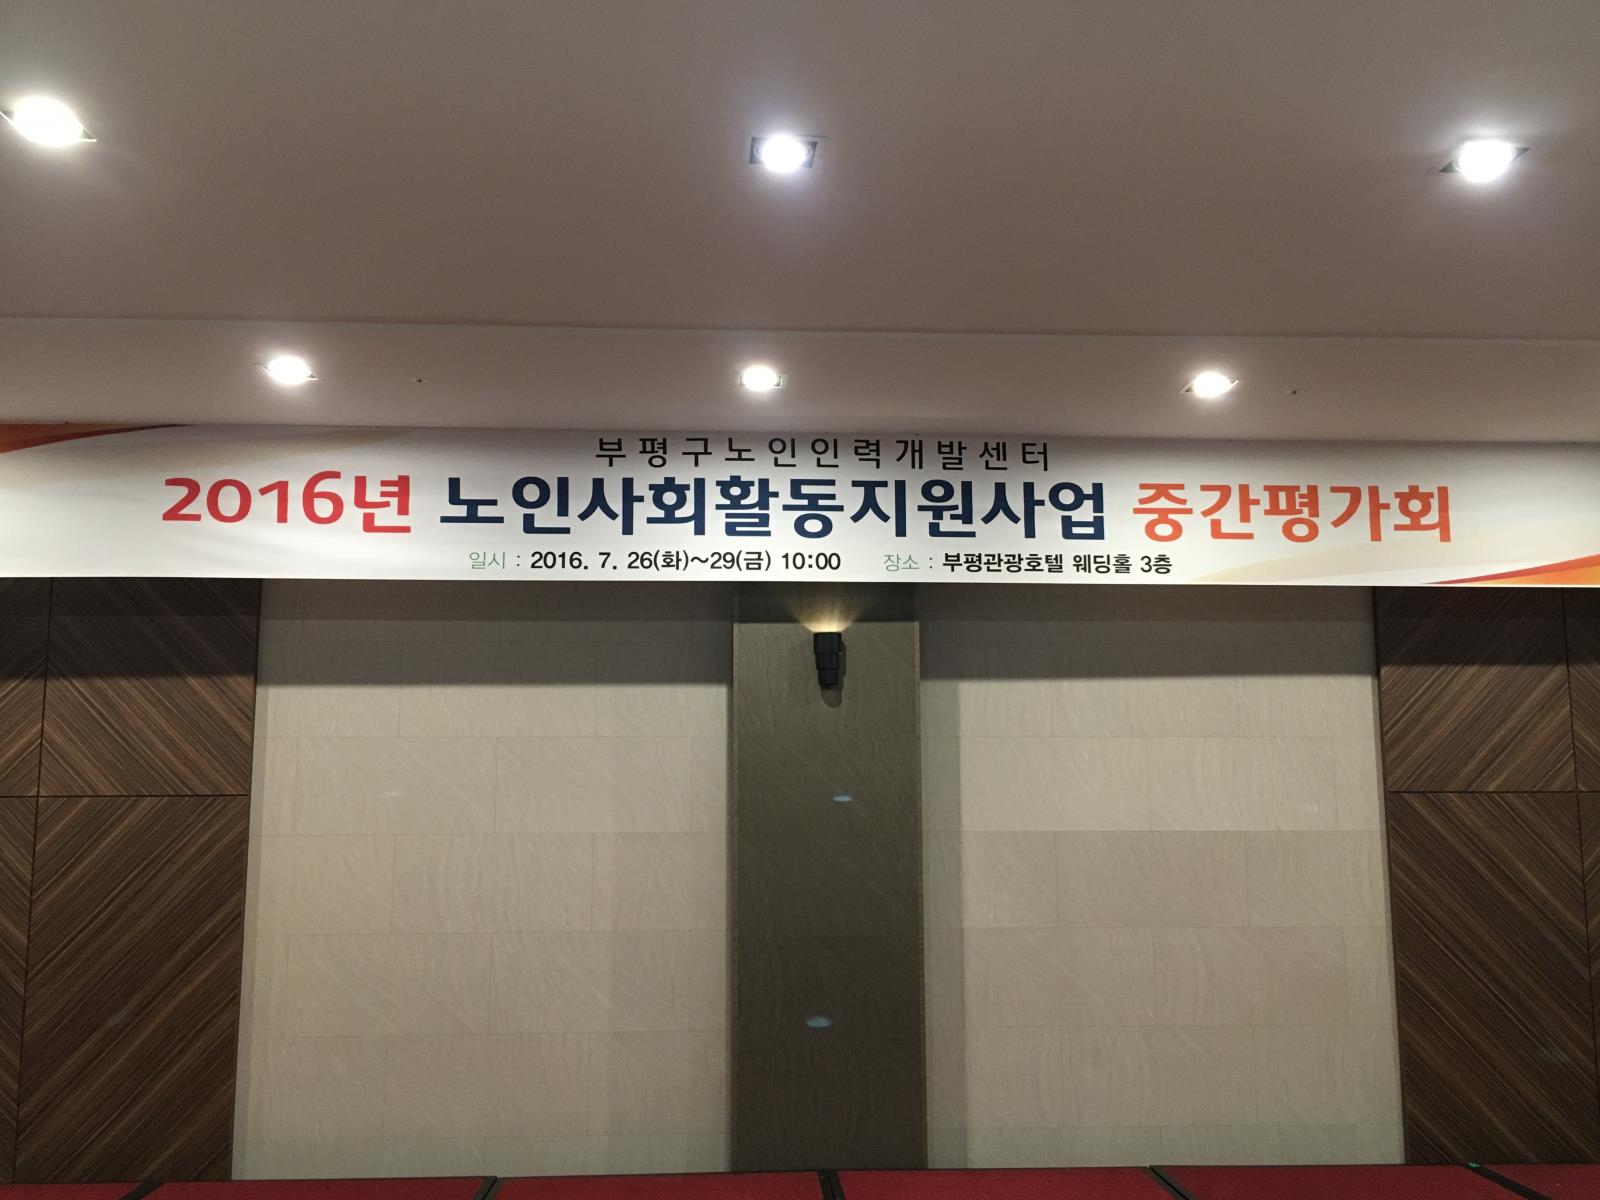 부평구노인인력개발센터
2016년 노인사회활동지원사업 중간평가회
일시 : 2016. 7. 26(화)~29(금) 10:00 장소 : 부평관광호텔 웨딩홀 3층